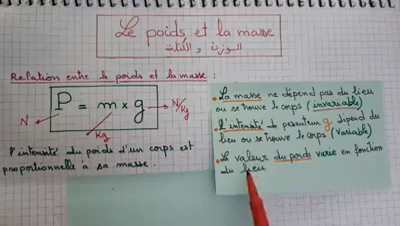 Le poids et la masse
الوزن و الكتلة
Relation entre le poids et la masse :
P = m x g
N
Kg
N/Kg
l'intensité du poids d'un corps est
proportionnelle à sa masse.
La masse ne dépend pas du lieu
ou se trouve le corps (invariable)
l'intensité de pesanteur g dépend du
lieu ou se trouve le corps (variable)
La valeur du poids varie en fonction
du lieu